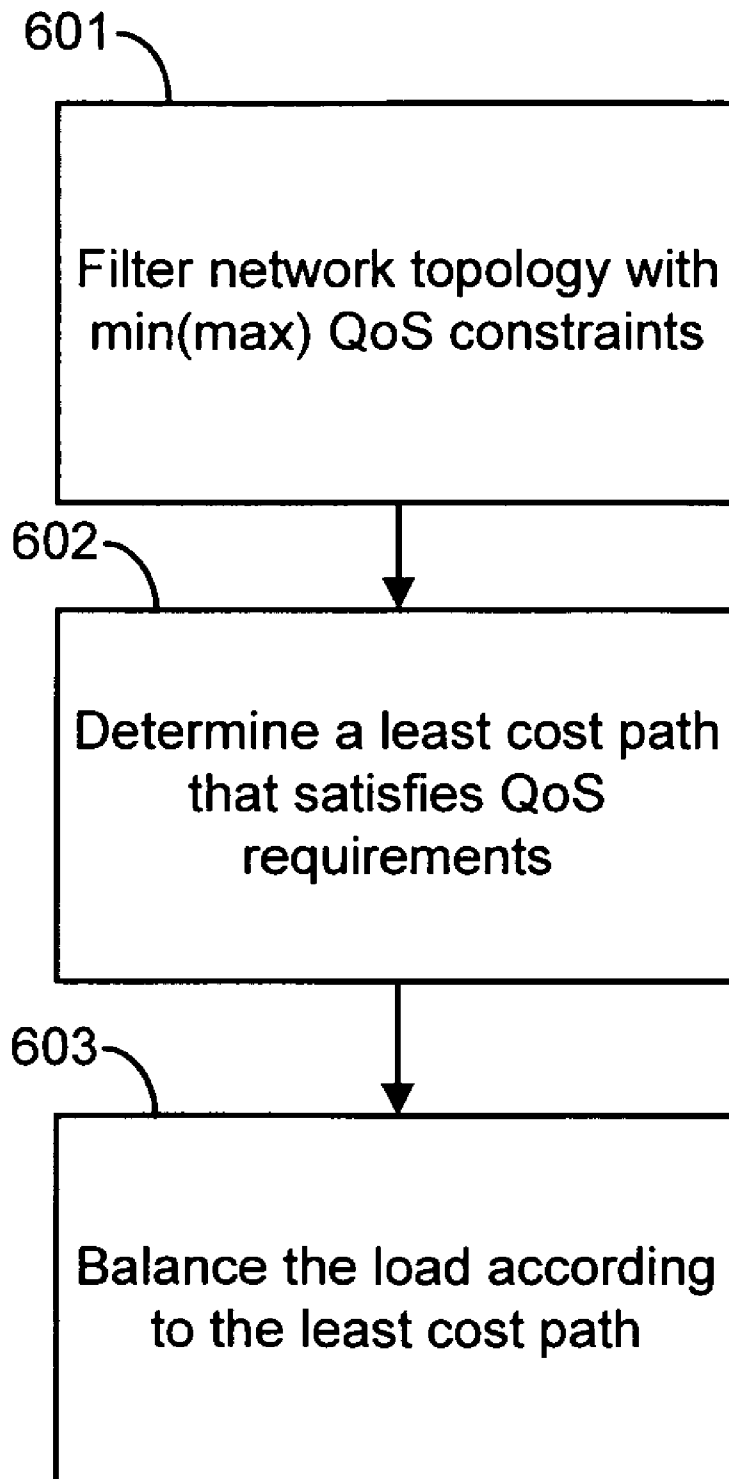 601
Filter network topology with
min(max) QoS constraints
602
Determine a least cost path
that satisfies QoS
requirements
603
Balance the load according
to the least cost path